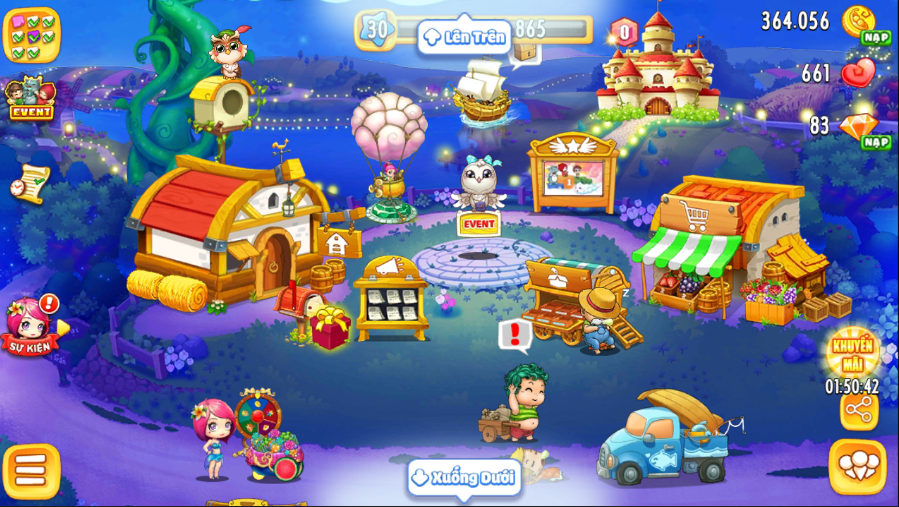 30
865
Lên Trên
0
364.056
NẠP
661
83
NẠP
EVENT
EVENT
1
z
!
SỰ KIỆN
!
KHUYẾN
MÃI
01:50:42
Xuống Dưới